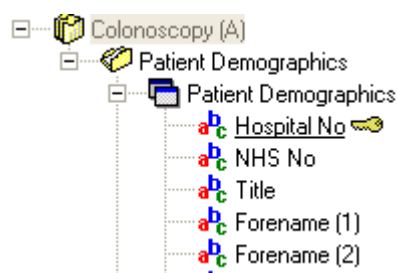 Colonoscopy (A)
Patient Demographics
Patient Demographics
Hospital No
NHS No
Title
Forename (1)
Forename (2)